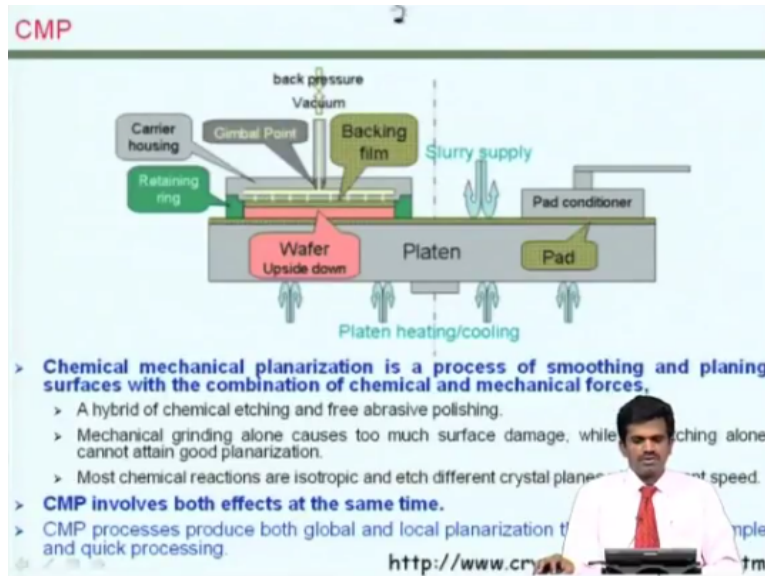 CMP
back pressure
Vacuum
Carrier
housing
Gimbal Point
Backing
film
Slurry supply
Retaining
ring
Pad conditioner
Wafer
Upside down
Platen
Pad
Platen heating/cooling
➢ Chemical mechanical planarization is a process of smoothing and planing
surfaces with the combination of chemical and mechanical forces,
➢ A hybrid of chemical etching and free abrasive polishing.
➢ Mechanical grinding alone causes too much surface damage, while alone
cannot attain good planarization.
➢ Most chemical reactions are isotropic and etch different crystal speed.
➢ CMP involves both effects at the same time.
➢ CMP processes produce both global and local planarization
and quick processing.
http://www.